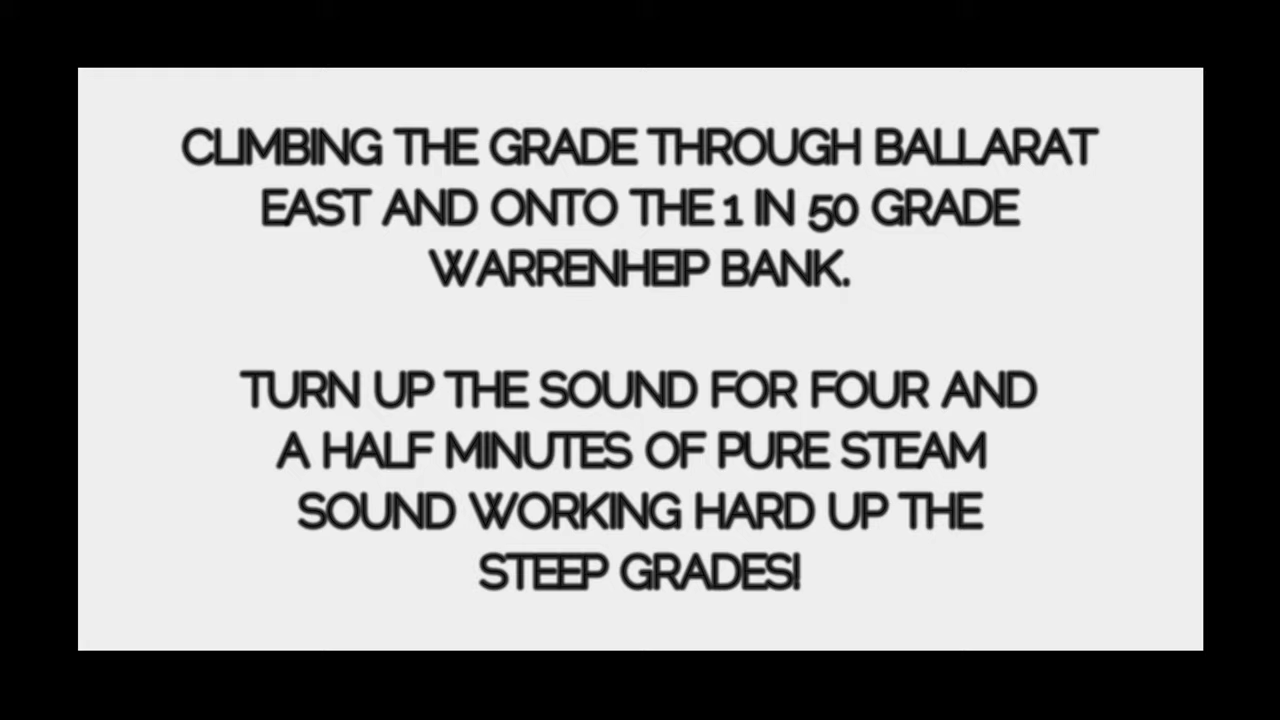 CLIMBING THE GRADE THROUGH BALLARAT
EAST AND ONTO THE 1 IN 50 GRADE
WARRENHEIP BANK.
TURN UP THE SOUND FOR FOUR AND
A HALF MINUTES OF PURE STEAM
SOUND WORKING HARD UP THE
STEEP GRADES!